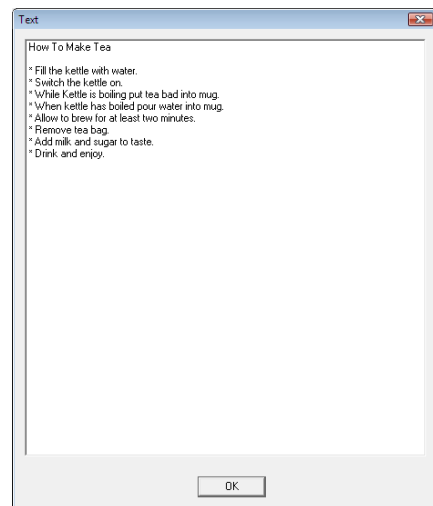 Text
How To Make Tea
* Fill the kettle with water.
* Switch the kettle on.
* While Kettle is boiling put tea bad into mug.
* When kettle has boiled pour water into mug.
* Allow to brew for at least two minutes.
* Remove tea bag.
* Add milk and sugar to taste.
* Drink and enjoy.
OK